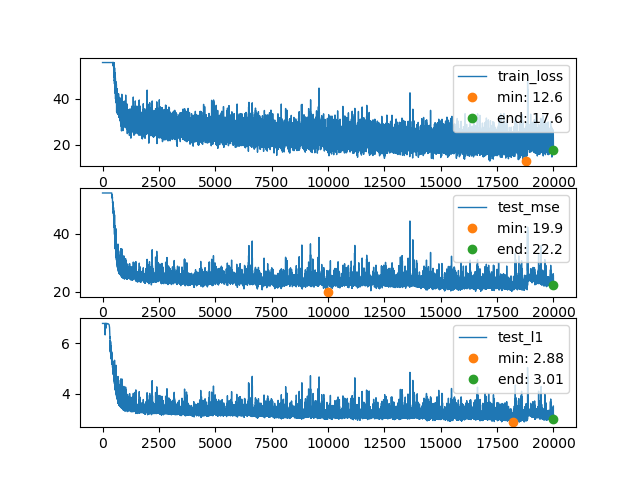 train_loss
min: 12.6
end: 17.6
40
20
0 2500 5000 7500 10000 12500 15000 17500 20000
test_mse
min: 19.9
end: 22.2
40
20
0 2500 5000 7500 10000 12500 15000 17500 20000
test_l1
min: 2.88
end: 3.01
6
4
0 2500 5000 7500 10000 12500 15000 17500 20000